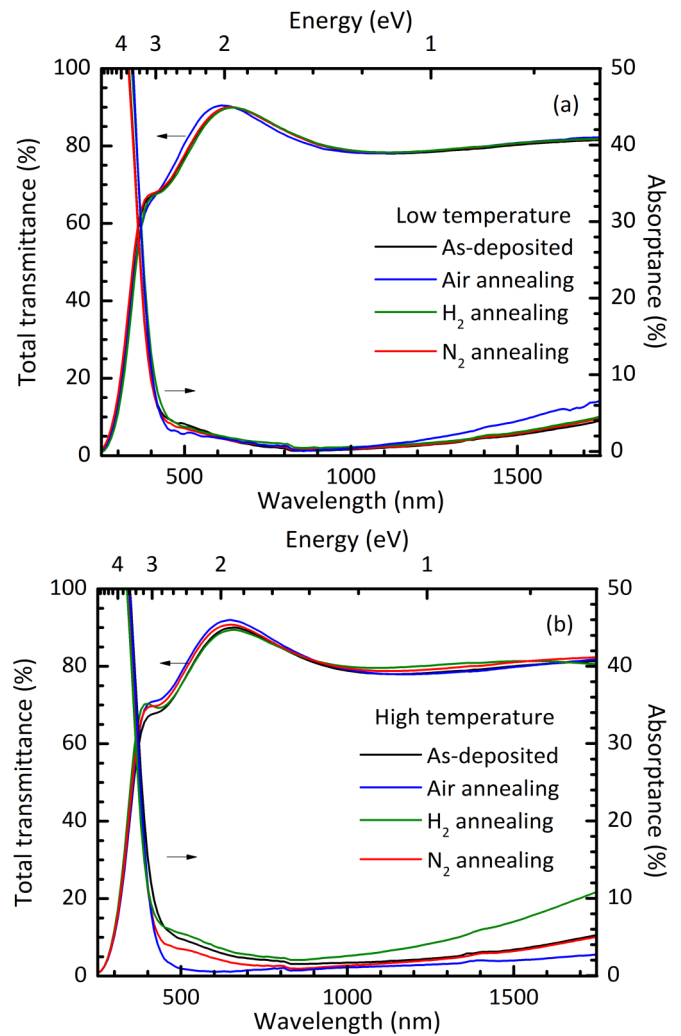 Energy (eV)
4 3 2 1
100 50
(a)
80 40
60 30
Low temperature
As-deposited
Air annealing
H₂ annealing
N₂ annealing
40 20
20 10
0 0
500 1000 1500
Total transmittance (%)
Absorptance (%)
Wavelength (nm)
Energy (eV)
4 3 2 1
100 50
(b)
80 40
High temperature
60 30
As-deposited
Air annealing
H₂ annealing
N₂ annealing
40 20
20 10
0 0
500 1000 1500
Total transmittance (%)
Absorptance (%)
Wavelength (nm)